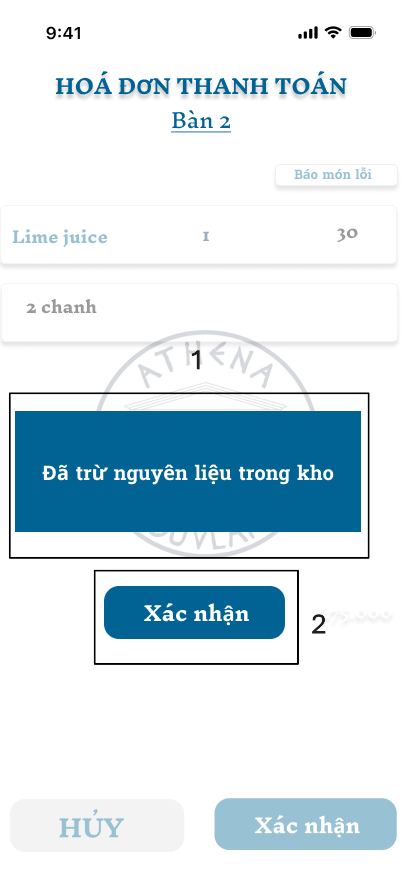 9:41
HOÁ ĐơN THANH TOÁN
Bàn 2
Báo món lỗi
Lime juice 1 30
2 chanh
1
ATHENA
Đã trừ nguyên liệu trong kho
Xác nhận
2
HỦY Xác nhận